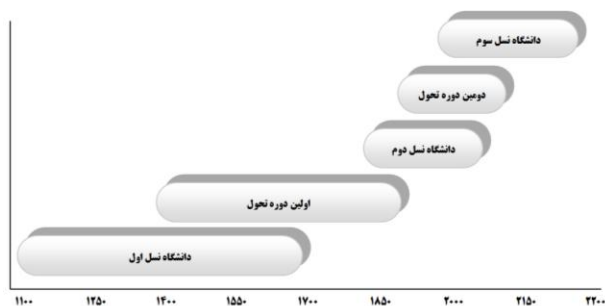 دانشگاه نسل سوم
دومین دوره تحول
دانشگاه نسل دوم
اولین دوره تحول
دانشگاه نسل اول
۱۱۰۰ ۱۲۵۰ ۱۴۰۰ ۱۵۵۰ ۱۷۰۰ ۱۸۵۰ ۲۰۰۰ ۲۱۵۰ ۲۲۰۰